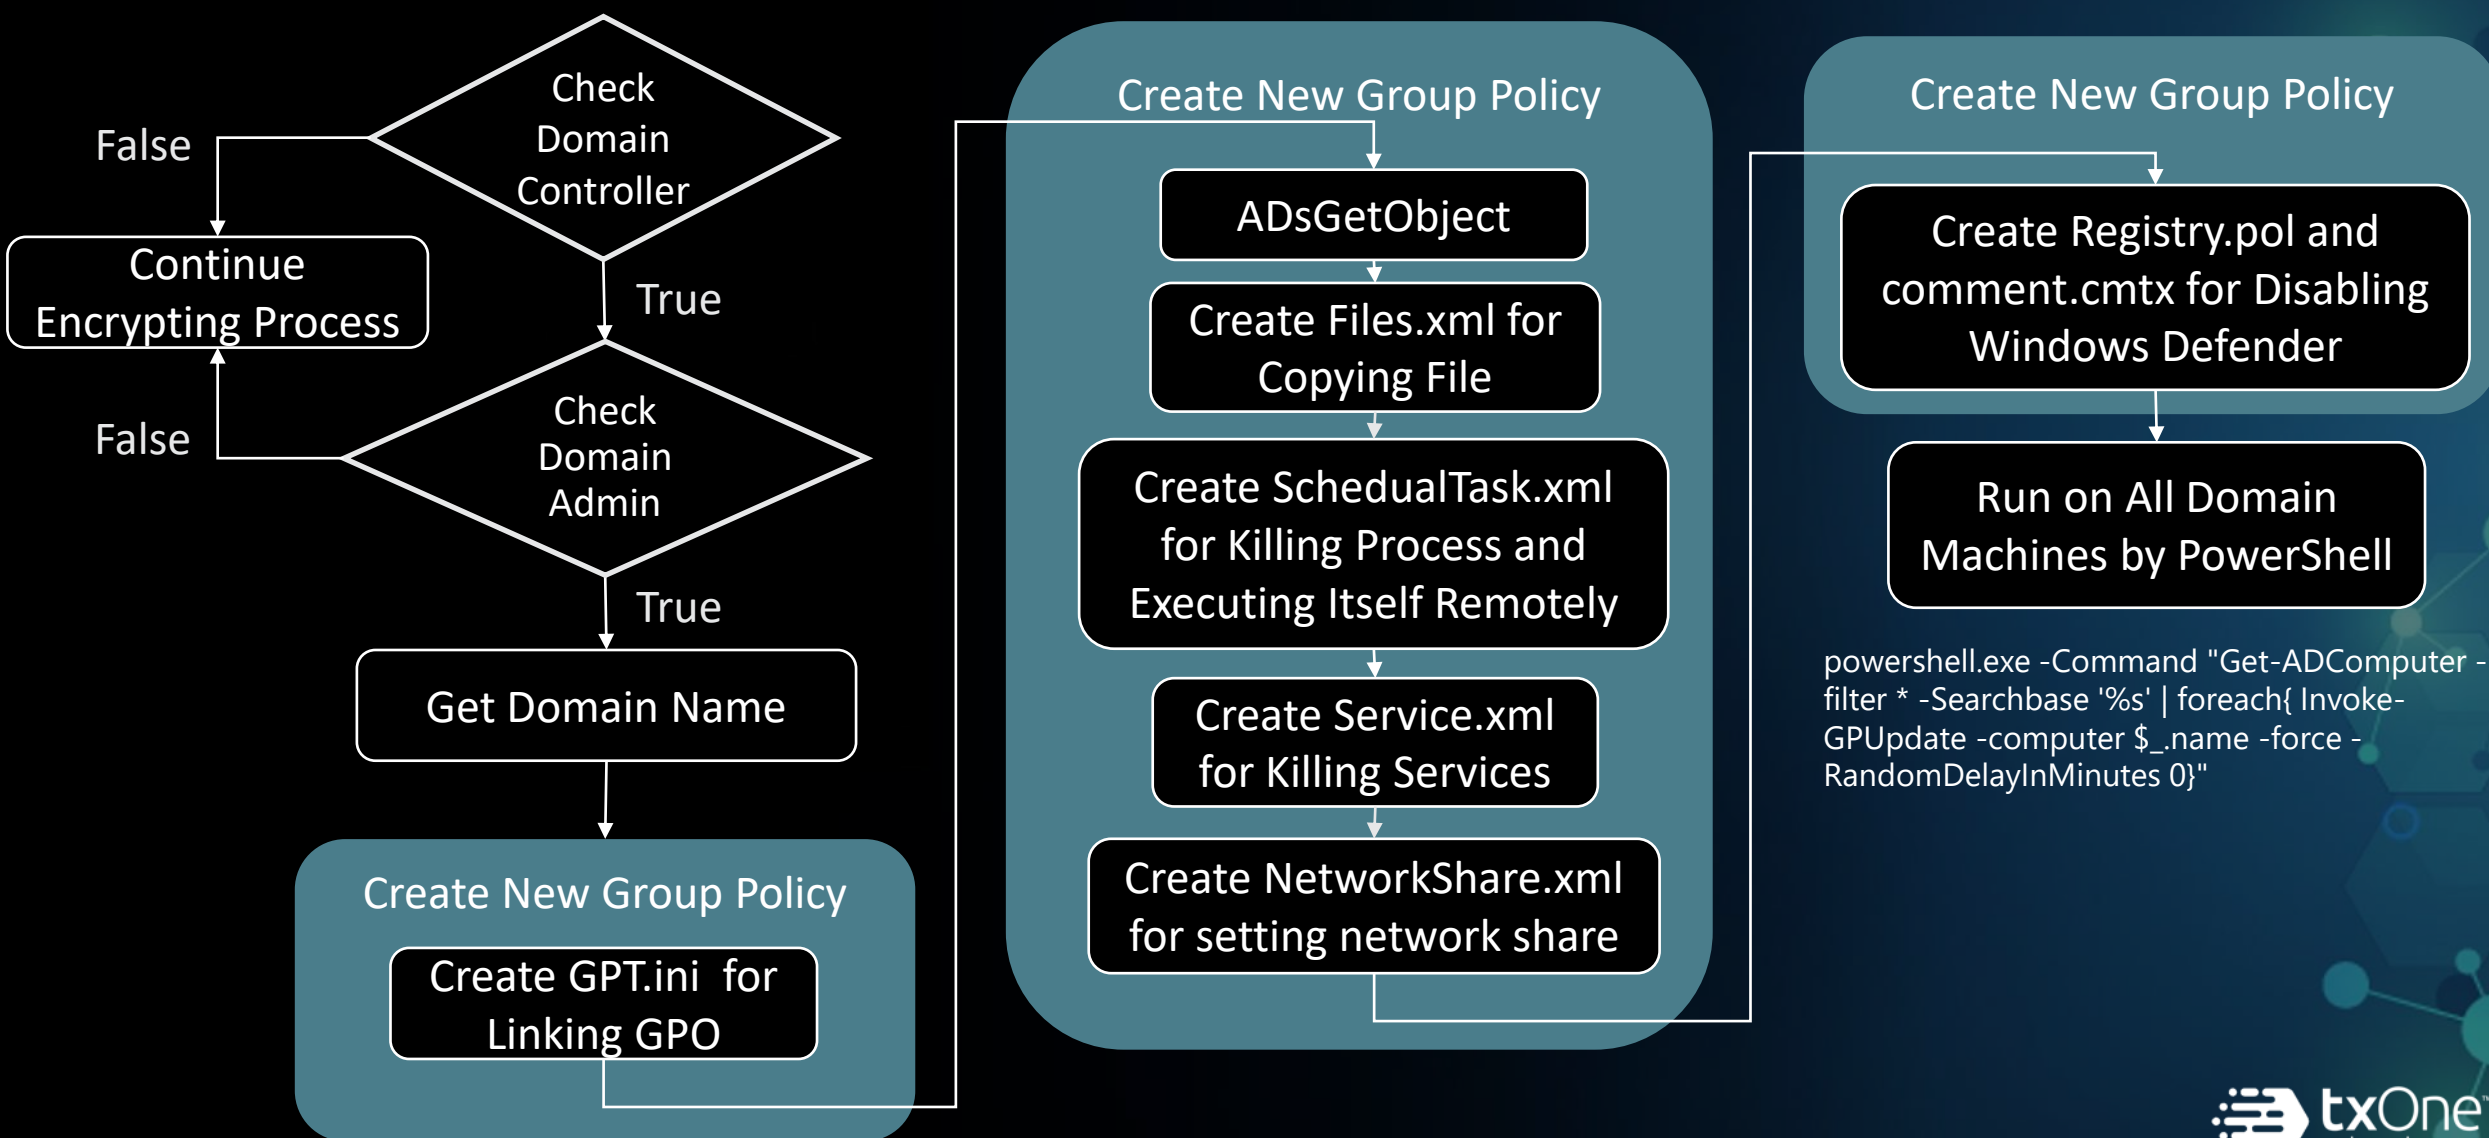 Check
Domain
Controller
False
Continue
Encrypting Process
True
Check
Domain
Admin
False
True
Get Domain Name
Create New Group Policy
Create GPT.ini  for
Linking GPO
Create New Group Policy
ADsGetObject
Create Files.xml for
Copying File
Create SchedualTask.xml
for Killing Process and
Executing Itself Remotely
Create Service.xml
for Killing Services
Create NetworkShare.xml
for setting network share
Create New Group Policy
Create Registry.pol and
comment.cmtx for Disabling
Windows Defender
Run on All Domain
Machines by PowerShell
powershell.exe -Command "Get-ADComputer -
filter * -Searchbase '%s' | foreach{ Invoke-
GPUpdate -computer $_.name -force -
RandomDelayInMinutes 0}"
txOne